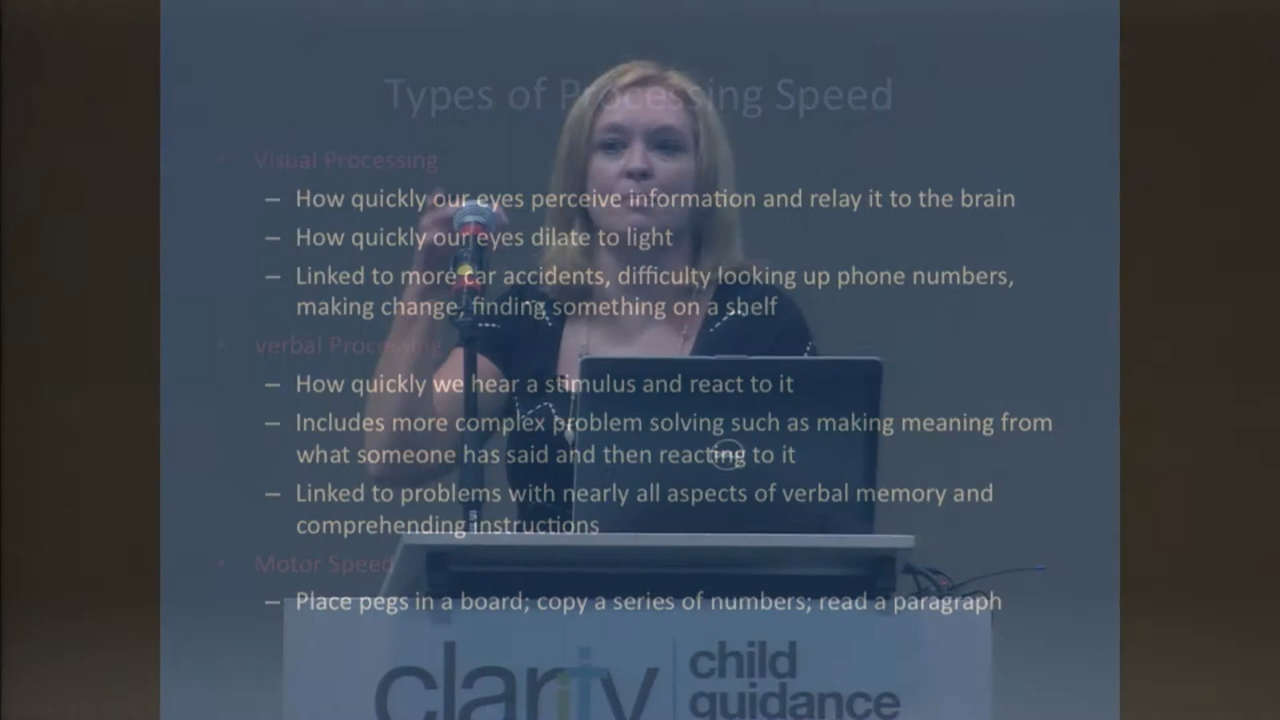 Types of Processing Speed
• Visual Processing
– How quickly our eyes perceive information and relay it to the brain
– How quickly our eyes dilate to light
– Linked to more car accidents, difficulty looking up phone numbers,
making change, finding something on a shelf
• verbal Processing
– How quickly we hear a stimulus and react to it
– Includes more complex problem solving such as making meaning from
what someone has said and then reacting to it
– Linked to problems with nearly all aspects of verbal memory and
comprehending instructions
• Motor Speed
– Place pegs in a board; copy a series of numbers; read a paragraph
clarity
child
guidance